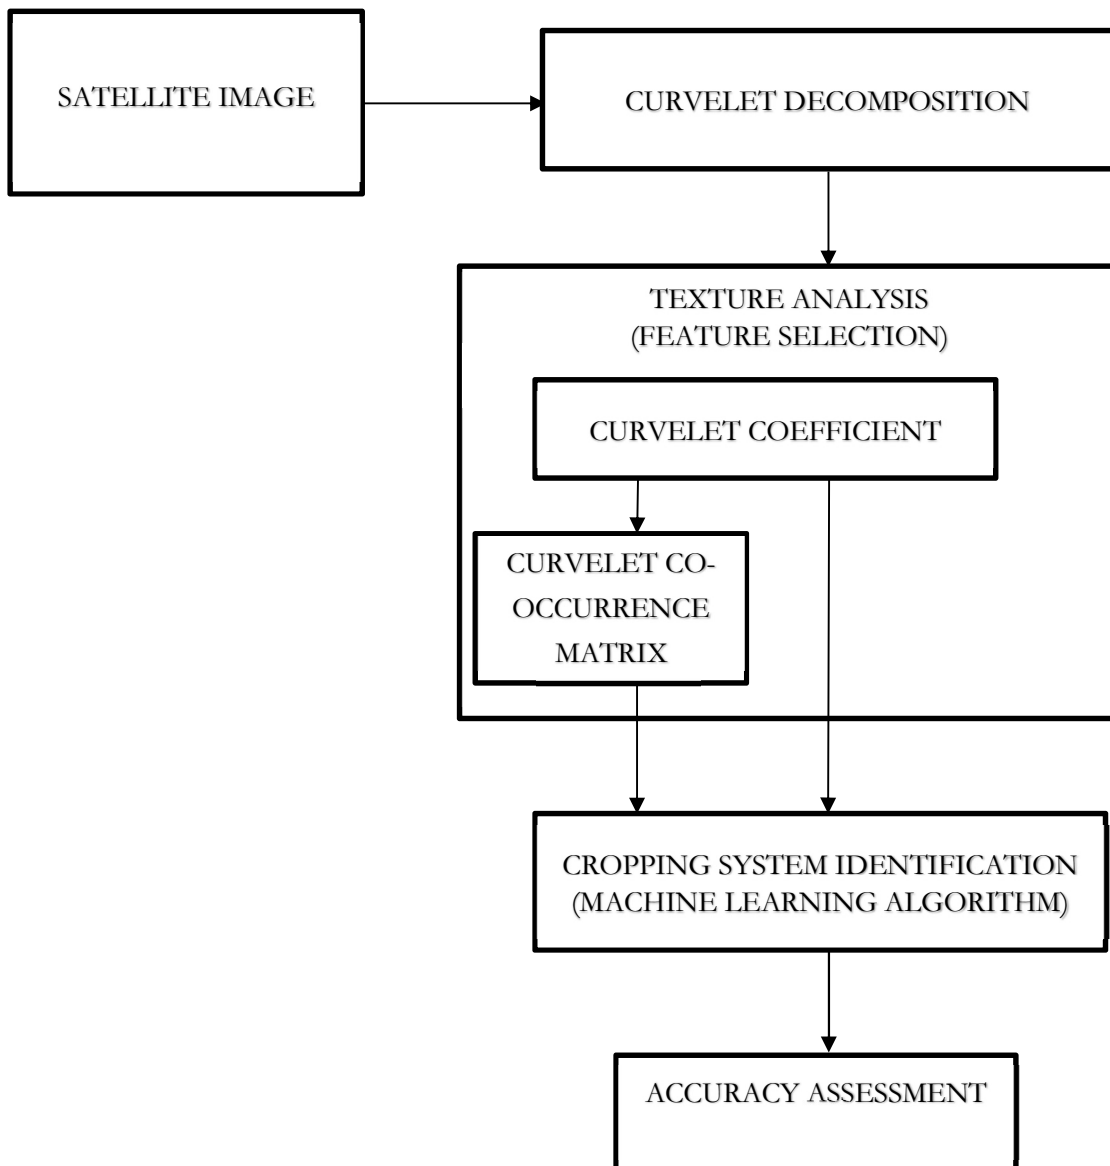 SATELLITE IMAGE
CURVELET DECOMPOSITION
TEXTURE ANALYSIS
(FEATURE SELECTION)
CURVELET COEFFICIENT
CURVELET CO-
OCCURRENCE
MATRIX
CROPPING SYSTEM IDENTIFICATION
(MACHINE LEARNING ALGORITHM)
ACCURACY ASSESSMENT